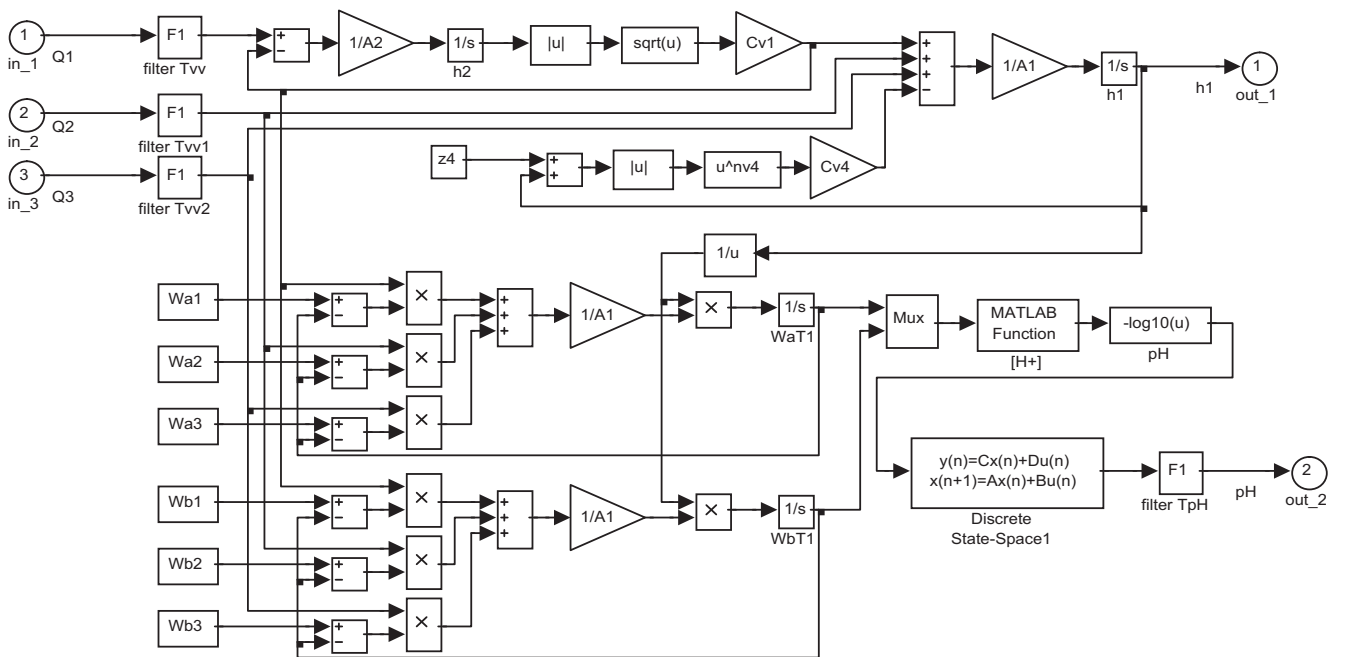 1
in_1
Q1
F1
filter Tvv
+
−
1/A2
1/s
h2
|u|
sqrt(u)
Cv1
+
+
+
−
1/A1
1/s
h1
h1
1
out_1
2
in_2
Q2
F1
filter Tvv1
3
in_3
Q3
F1
filter Tvv2
z4
+
+
|u|
u^nv4
Cv4
1/u
Wa1
+
−
×
Wa2
+
−
×
Wa3
+
−
×
+
+
+
1/A1
×
1/s
WaT1
Mux
MATLAB
Function
[H+]
-log10(u)
pH
y(n)=Cx(n)+Du(n)
x(n+1)=Ax(n)+Bu(n)
Discrete
State-Space1
F1
filter TpH
pH
2
out_2
Wb1
+
−
×
Wb2
+
−
×
Wb3
+
−
×
+
+
+
1/A1
×
1/s
WbT1